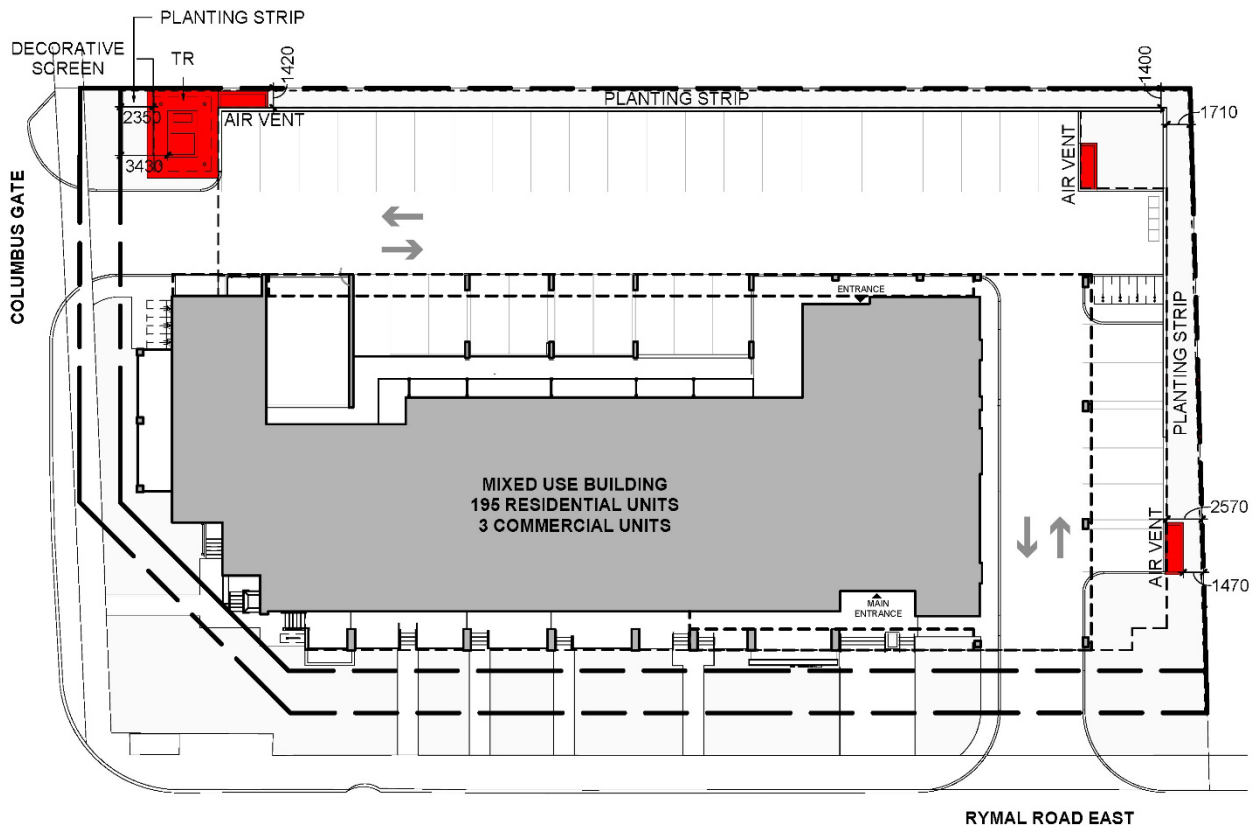 PLANTING STRIP
DECORATIVE
SCREEN
TR
1420
1400
PLANTING STRIP
1710
2350
AIR VENT
3430
AIR VENT
COLUMBUS GATE
ENTRANCE
PLANTING STRIP
MIXED USE BUILDING
195 RESIDENTIAL UNITS
3 COMMERCIAL UNITS
2570
AIR VENT
1470
MAIN
ENTRANCE
RYMAL ROAD EAST